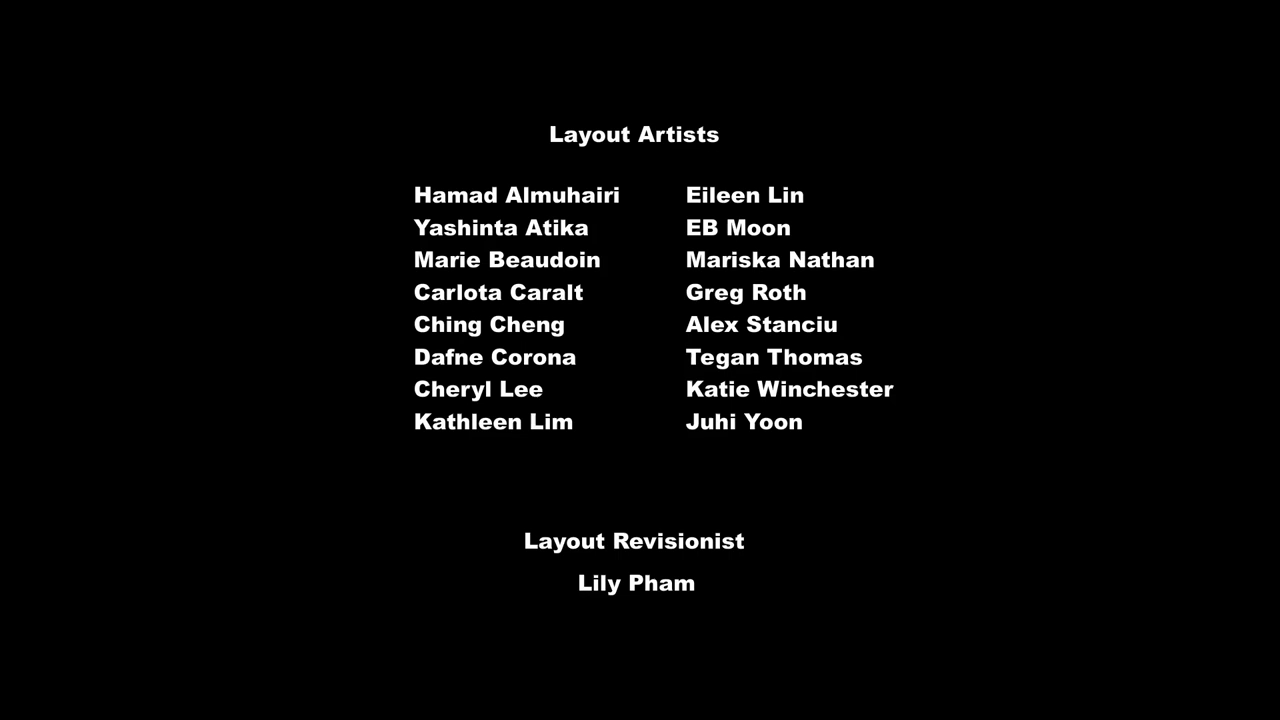 Layout Artists
Hamad Almuhairi
Yashinta Atika
Marie Beaudoin
Carlota Caralt
Ching Cheng
Dafne Corona
Cheryl Lee
Kathleen Lim
Eileen Lin
EB Moon
Mariska Nathan
Greg Roth
Alex Stanciu
Tegan Thomas
Katie Winchester
Juhi Yoon
Layout Revisionist
Lily Pham